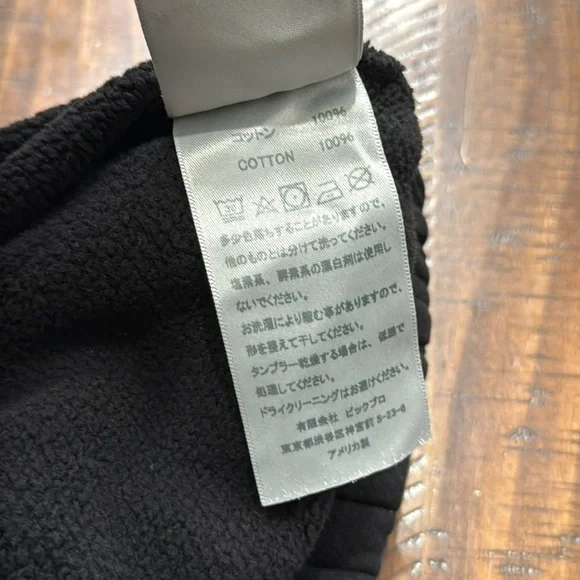 コットン 100%
COTTON 100%
多少色落ちすることがありますので、
他のものとは分けて洗ってください。
塩素系、酵素系の漂白剤は使用し
ないでください。
お洗濯により縮む事がありますので、
形を整えて干してください。
タンブラー乾燥する場合は、低温で
処理してください。
ドライクリーニングはお避けください。
有限会社 ビックプロ
東京都渋谷区神宮前 5-23-6
アメリカ製